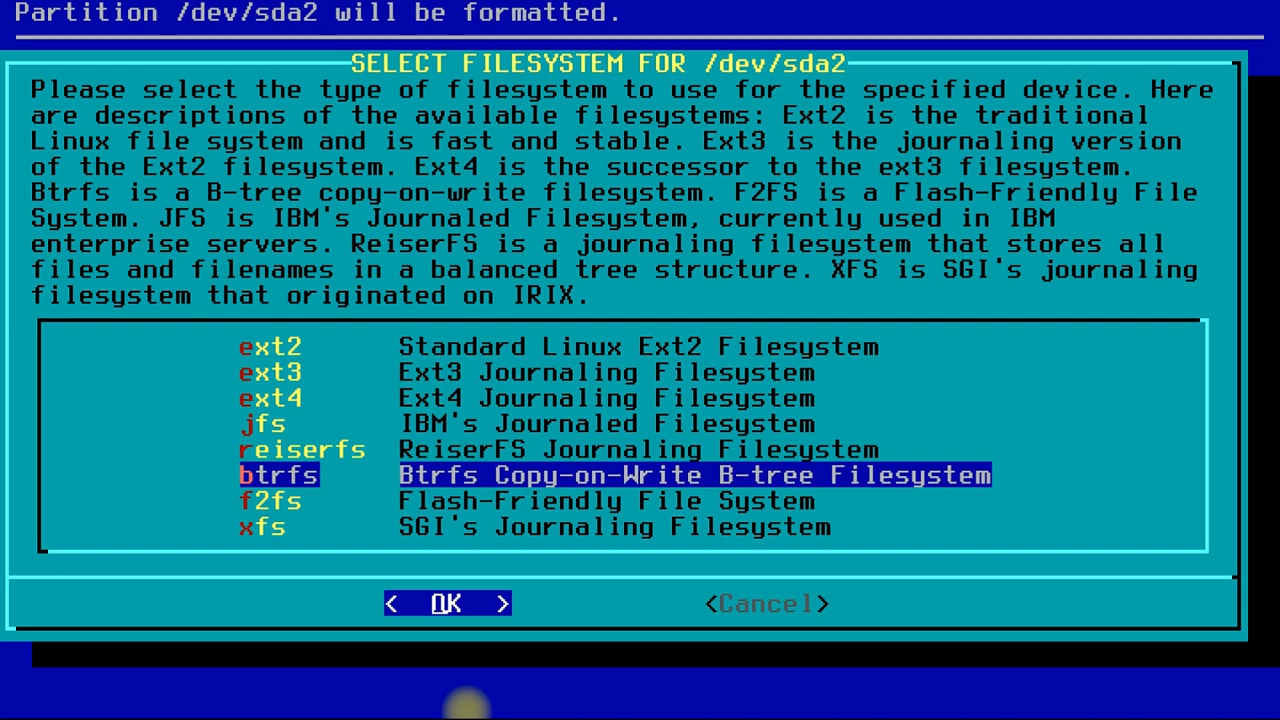 Partition /dev/sda2 will be formatted.
SELECT FILESYSTEM FOR /dev/sda2
Please select the type of filesystem to use for the specified device. Here
are descriptions of the available filesystems: Ext2 is the traditional
Linux file system and is fast and stable. Ext3 is the journaling version
of the Ext2 filesystem. Ext4 is the successor to the ext3 filesystem.
Btrfs is a B-tree copy-on-write filesystem. F2FS is a Flash-Friendly File
System. JFS is IBM's Journaled Filesystem, currently used in IBM
enterprise servers. ReiserFS is a journaling filesystem that stores all
files and filenames in a balanced tree structure. XFS is SGI's journaling
filesystem that originated on IRIX.
ext2 Standard Linux Ext2 Filesystem
ext3 Ext3 Journaling Filesystem
ext4 Ext4 Journaling Filesystem
jfs IBM's Journaled Filesystem
reiserfs ReiserFS Journaling Filesystem
btrfs Btrfs Copy-on-Write B-tree Filesystem
f2fs Flash-Friendly File System
xfs SGI's Journaling Filesystem
< OK > <Cancel>